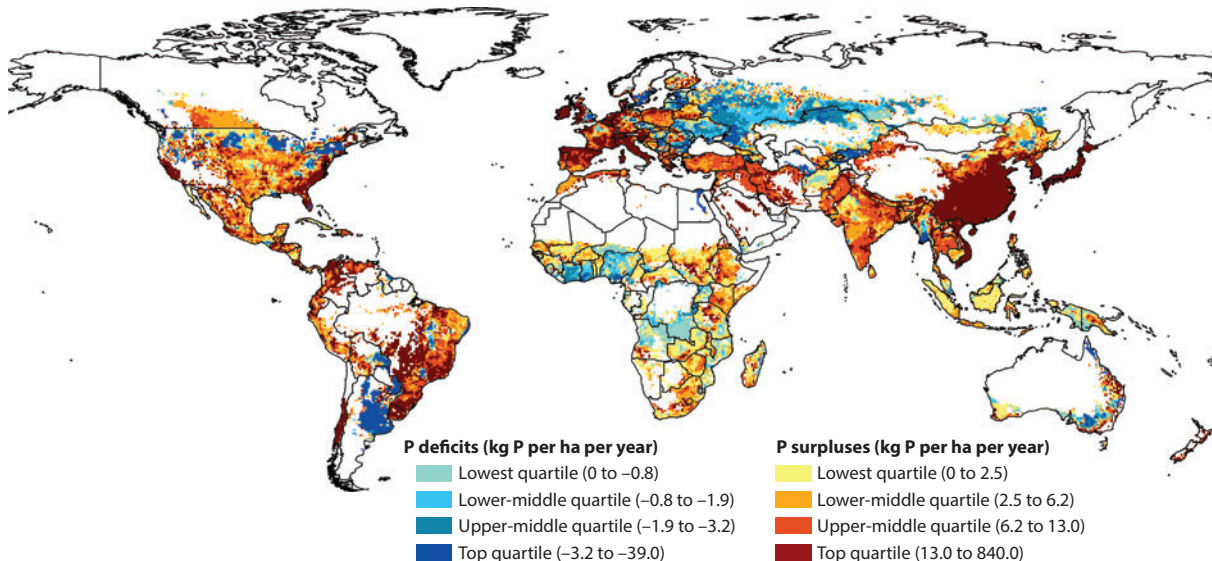 P deficits (kg P per ha per year)
Lowest quartile (0 to –0.8)
Lower-middle quartile (–0.8 to –1.9)
Upper-middle quartile (–1.9 to –3.2)
Top quartile (–3.2 to –39.0)
P surpluses (kg P per ha per year)
Lowest quartile (0 to 2.5)
Lower-middle quartile (2.5 to 6.2)
Upper-middle quartile (6.2 to 13.0)
Top quartile (13.0 to 840.0)